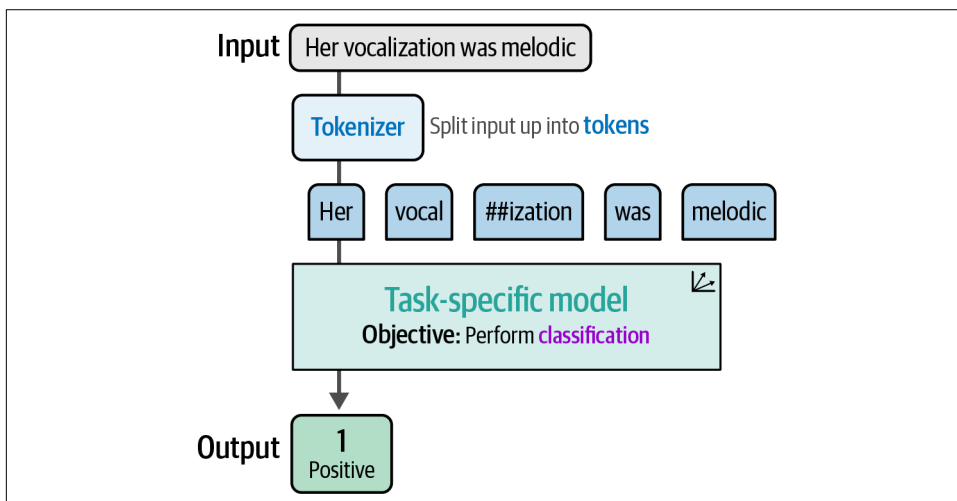 Input Her vocalization was melodic
Tokenizer Split input up into tokens
Her vocal ##ization was melodic
Task-specific model
Objective: Perform classification
1
Output
Positive